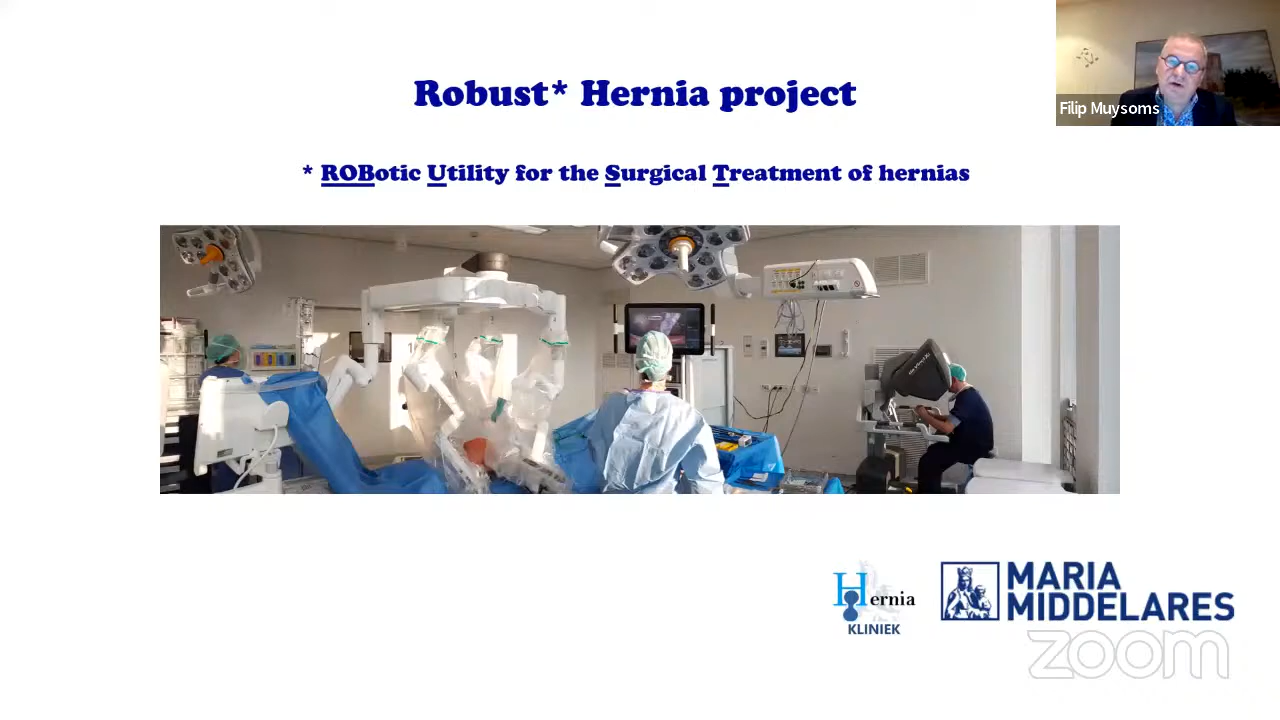 Robust* Hernia project
Filip Muysoms
* ROBotic Utility for the Surgical Treatment of hernias
Hernia
KLINIEK
MARIA
MIDDELARES
zoom